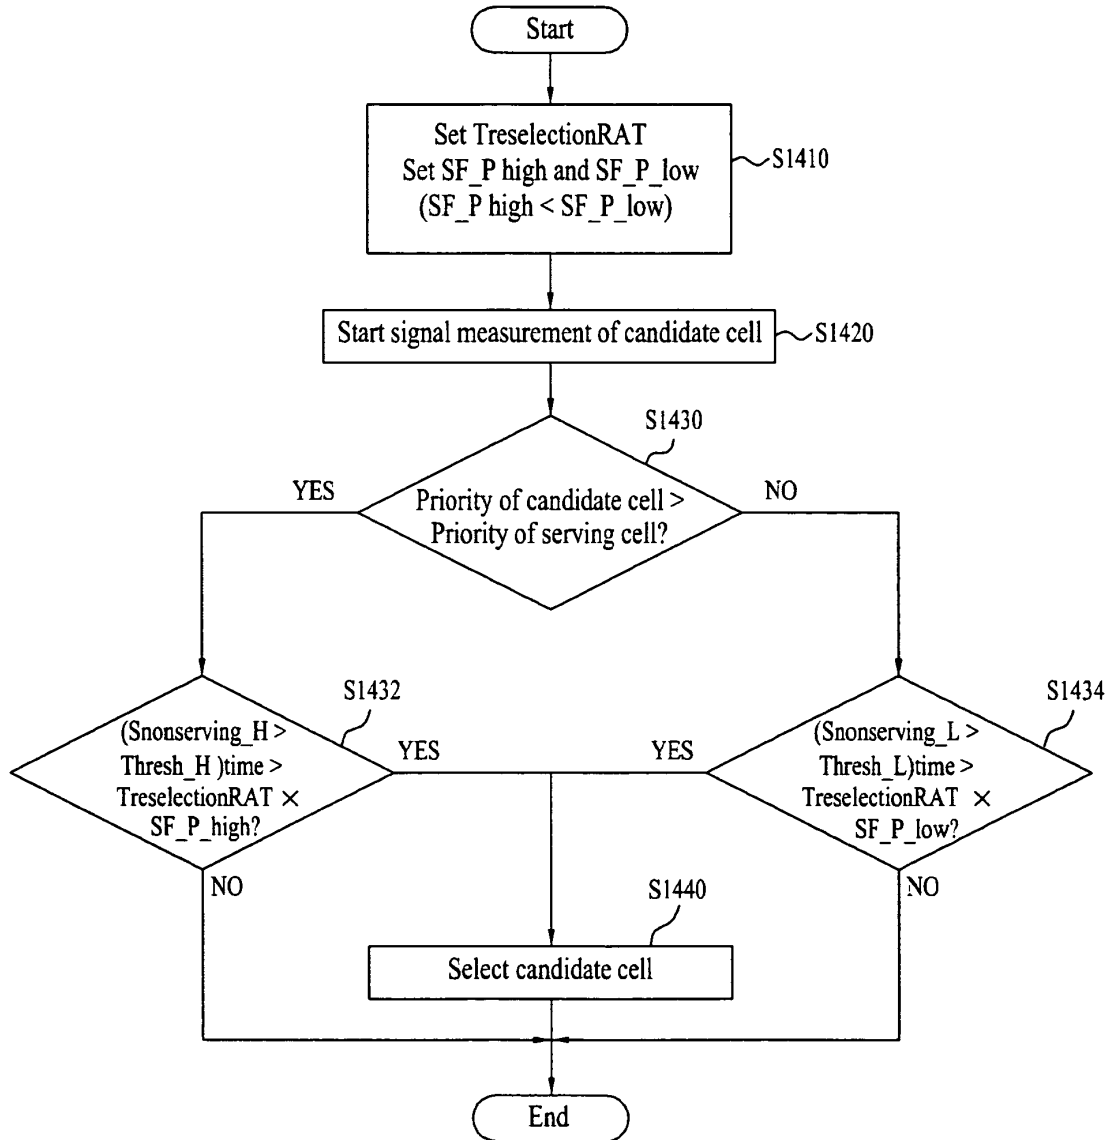 Start
Set TreselectionRAT
Set SF_P high and SF_P_low
(SF_P high < SF_P_low)
S1410
Start signal measurement of candidate cell
S1420
S1430
YES
Priority of candidate cell >
Priority of serving cell?
NO
S1432
(Snonserving_H >
Thresh_H )time >
TreselectionRAT ×
SF_P_high?
YES
NO
S1434
YES
(Snonserving_L >
Thresh_L)time >
TreselectionRAT ×
SF_P_low?
NO
S1440
Select candidate cell
End